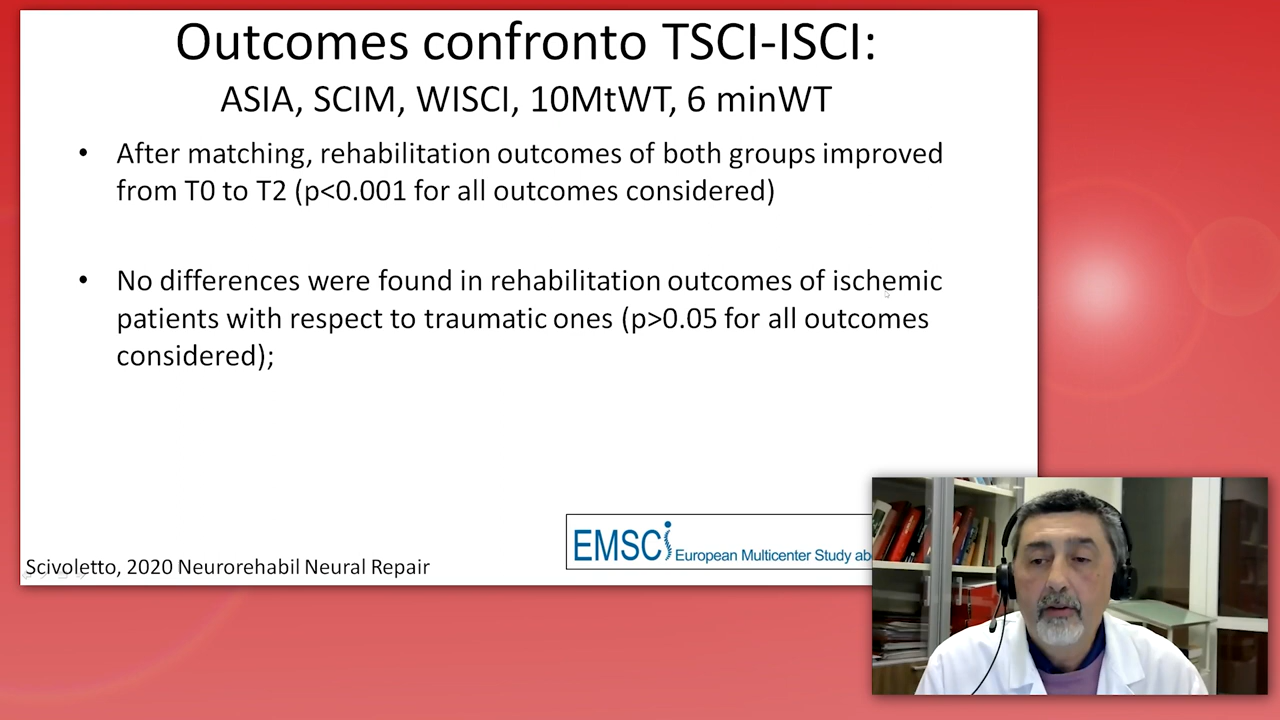 Outcomes confronto TSCI-ISCI:
ASIA, SCIM, WISCI, 10MtWT, 6 minWT
• After matching, rehabilitation outcomes of both groups improved
from T0 to T2 (p<0.001 for all outcomes considered)
• No differences were found in rehabilitation outcomes of ischemic
patients with respect to traumatic ones (p>0.05 for all outcomes
considered);
EMSCi European Multicenter Study ab
Scivoletto, 2020 Neurorehabil Neural Repair